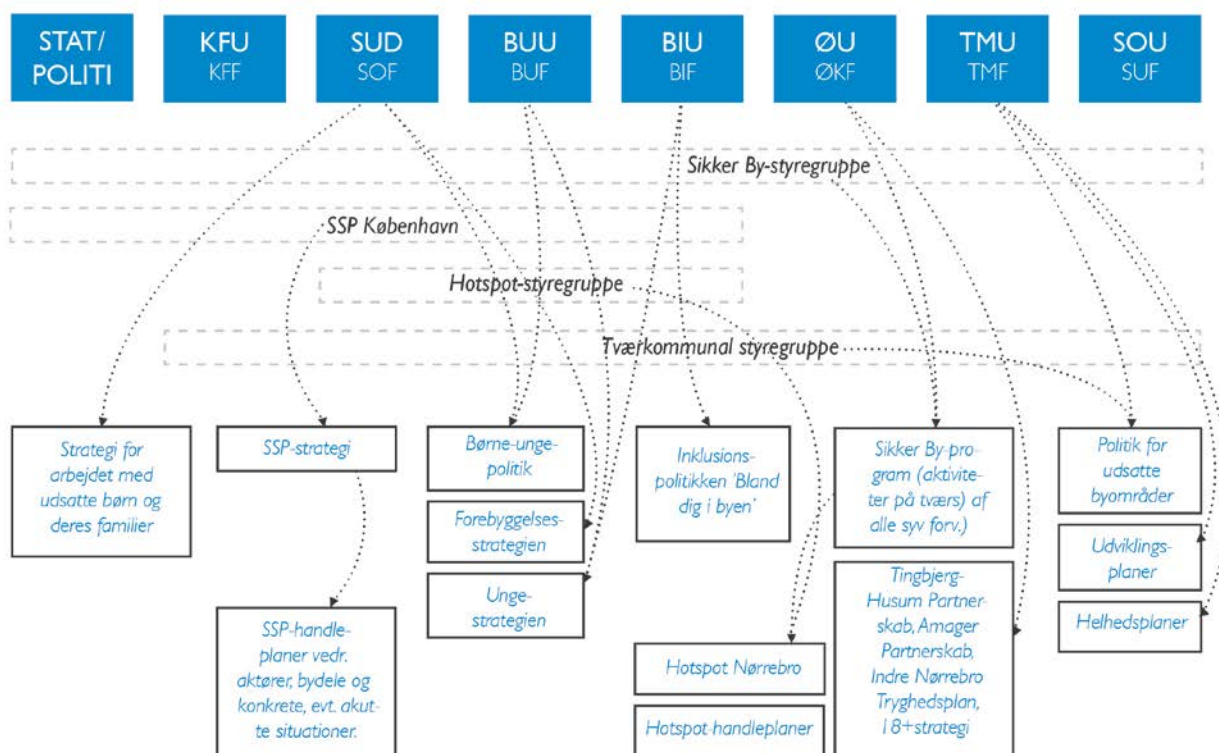 STAT/
POLITI
KFU
KFF
SUD
SOF
BUU
BUF
BIU
BIF
ØU
ØKF
TMU
TMF
SOU
SUF
Sikker By-styregruppe
SSP København
Hotspot-styregruppe
Tværkommunal styregruppe
Strategi for
arbejdet med
udsatte børn og
deres familier
SSP-strategi
SSP-handle-
planer vedr.
aktører, bydele og
konkrete, evt. akut-
te situationer.
Børne-unge-
politik
Forebyggelses-
strategien
Unge-
strategien
Inklusions-
politikken 'Bland
dig i byen'
Hotspot Nørrebro
Hotspot-handleplaner
Sikker By-pro-
gram (aktivite-
ter på tværs) af
alle syv forv.)
Tingbjerg-
Husum Partner-
skab, Amager
Partnerskab,
Indre Nørrebro
Tryghedsplan,
18+strategi
Politik for
udsatte
byområder
Udviklings-
planer
Helhedsplaner